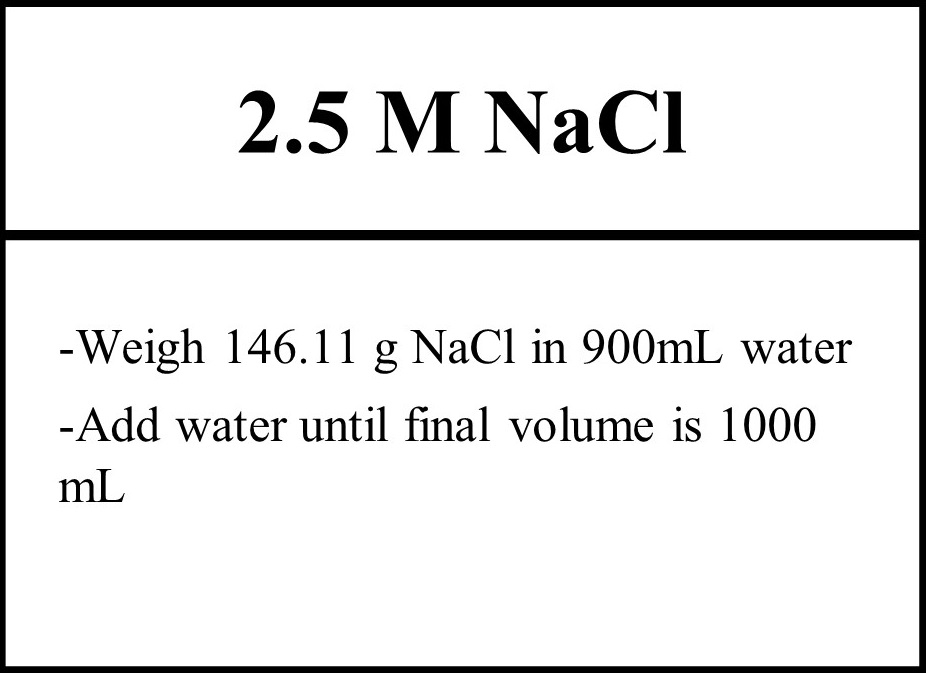 2.5 M NaCl
-Weigh 146.11 g NaCl in 900mL water
-Add water until final volume is 1000
mL